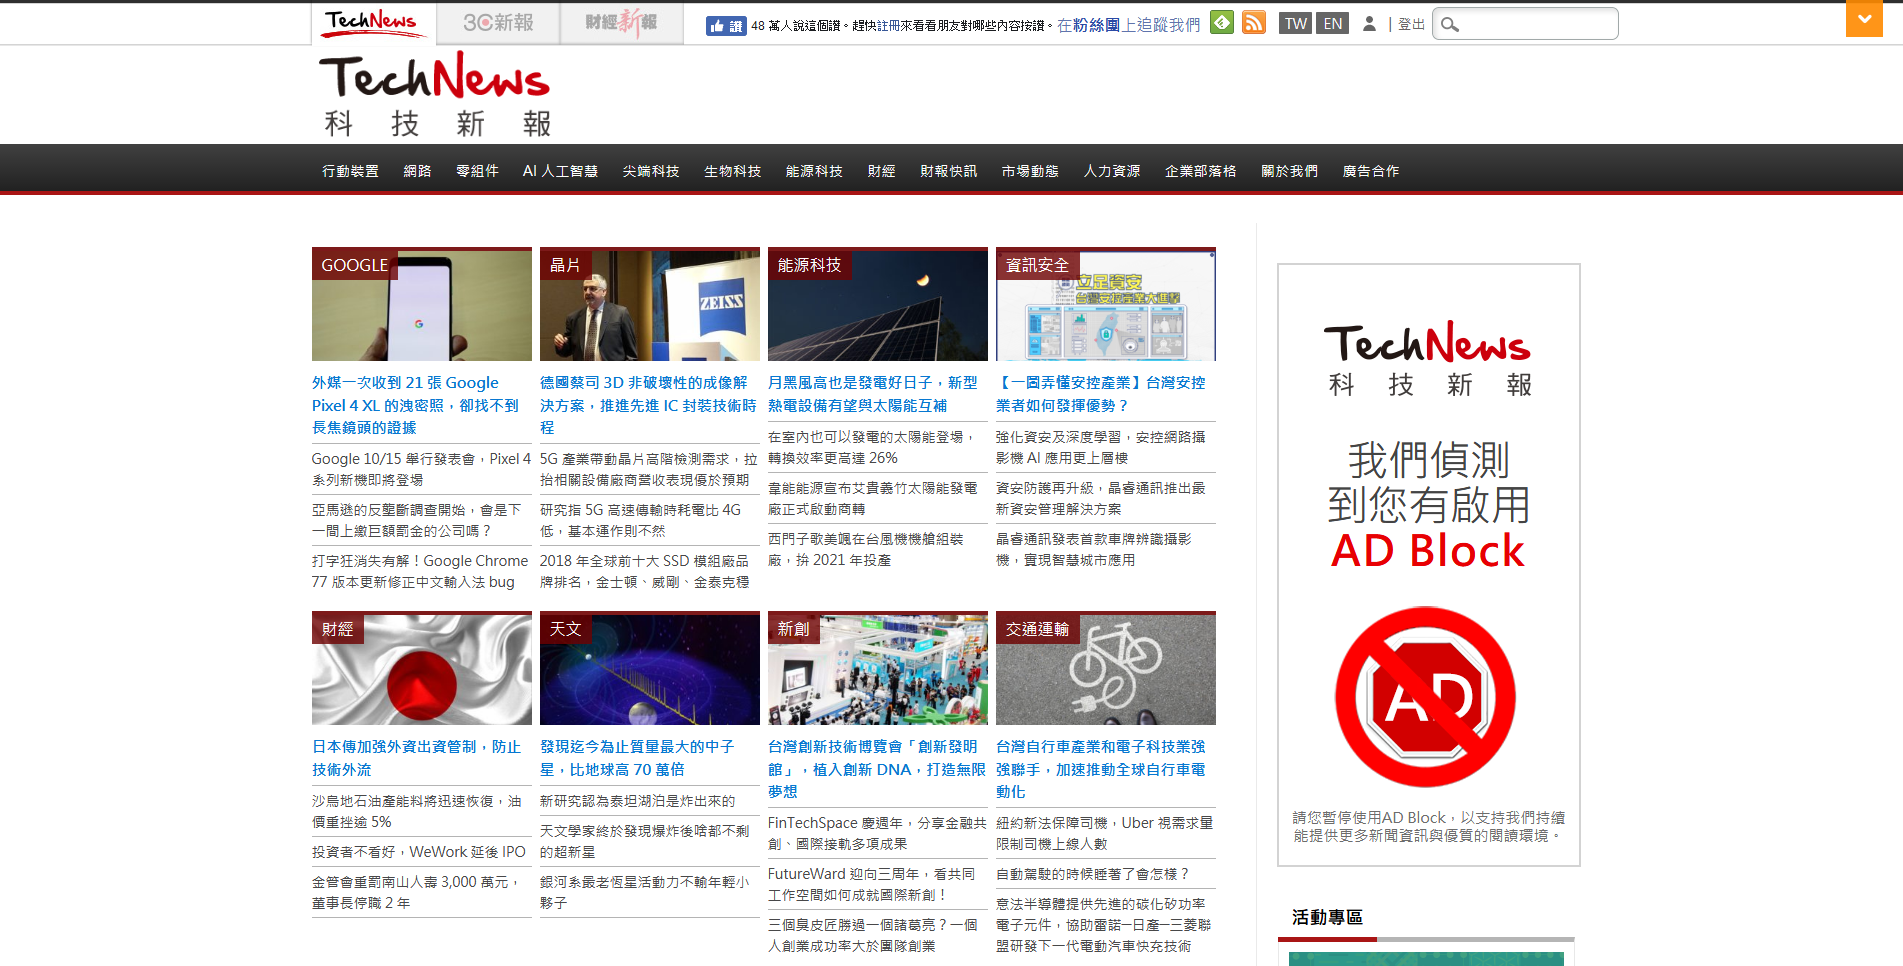 TechNews
3C新報
財經新報
讚 48 萬人說這個讚。趕快註冊來看看朋友對哪些內容按讚。
在粉絲團上追蹤我們
TW EN | 登出
TechNews
科技新報
行動裝置 網路 零組件 AI 人工智慧 尖端科技 生物科技 能源科技 財經 財報快訊 市場動態 人力資源 企業部落格 關於我們 廣告合作
GOOGLE
外媒一次收到 21 張 Google
Pixel 4 XL 的洩密照，卻找不到
長焦鏡頭的證據
Google 10/15 舉行發表會，Pixel 4
系列新機即將登場
亞馬遜的反壟斷調查開始，會是下
一間上繳巨額罰金的公司嗎？
打字狂消失有解！Google Chrome
77 版本更新修正中文輸入法 bug
晶片
ZEISS
德國蔡司 3D 非破壞性的成像解
決方案，推進先進 IC 封裝技術時
程
5G 產業帶動晶片高階檢測需求，拉
抬相關設備廠商營收表現優於預期
研究指 5G 高速傳輸時耗電比 4G
低，基本運作則不然
2018 年全球前十大 SSD 模組廠品
牌排名，金士頓、威剛、金泰克穩
能源科技
月黑風高也是發電好日子，新型
熱電設備有望與太陽能互補
在室內也可以發電的太陽能登場，
轉換效率更高達 26%
韋能能源宣布艾貴義竹太陽能發電
廠正式啟動商轉
西門子歌美颯在台風機機艙組裝
廠，拚 2021 年投產
資訊安全
立足資安
台灣安控產業大進擊
【一圖弄懂安控產業】台灣安控
業者如何發揮優勢？
強化資安及深度學習，安控網路攝
影機 AI 應用更上層樓
資安防護再升級，晶睿通訊推出最
新資安管理解決方案
晶睿通訊發表首款車牌辨識攝影
機，實現智慧城市應用
財經
日本傳加強外資出資管制，防止
技術外流
沙烏地石油產能料將迅速恢復，油
價重挫逾 5%
投資者不看好，WeWork 延後 IPO
金管會重罰南山人壽 3,000 萬元，
董事長停職 2 年
天文
發現迄今為止質量最大的中子
星，比地球高 70 萬倍
新研究認為泰坦湖泊是炸出來的
天文學家終於發現爆炸後啥都不剩
的超新星
銀河系最老恆星活動力不輸年輕小
夥子
新創
台灣創新技術博覽會「創新發明
館」，植入創新 DNA，打造無限
夢想
FinTechSpace 慶週年，分享金融共
創、國際接軌多項成果
FutureWard 迎向三周年，看共同
工作空間如何成就國際新創！
三個臭皮匠勝過一個諸葛亮？一個
人創業成功率大於團隊創業
交通運輸
台灣自行車產業和電子科技業強
強聯手，加速推動全球自行車電
動化
紐約新法保障司機，Uber 視需求量
限制司機上線人數
自動駕駛的時候睡著了會怎樣？
意法半導體提供先進的碳化矽功率
電子元件，協助雷諾─日產─三菱聯
盟研發下一代電動汽車快充技術
TechNews
科技新報
我們偵測
到您有啟用
AD Block
AD
請您暫停使用AD Block，以支持我們持續
能提供更多新聞資訊與優質的閱讀環境。
活動專區